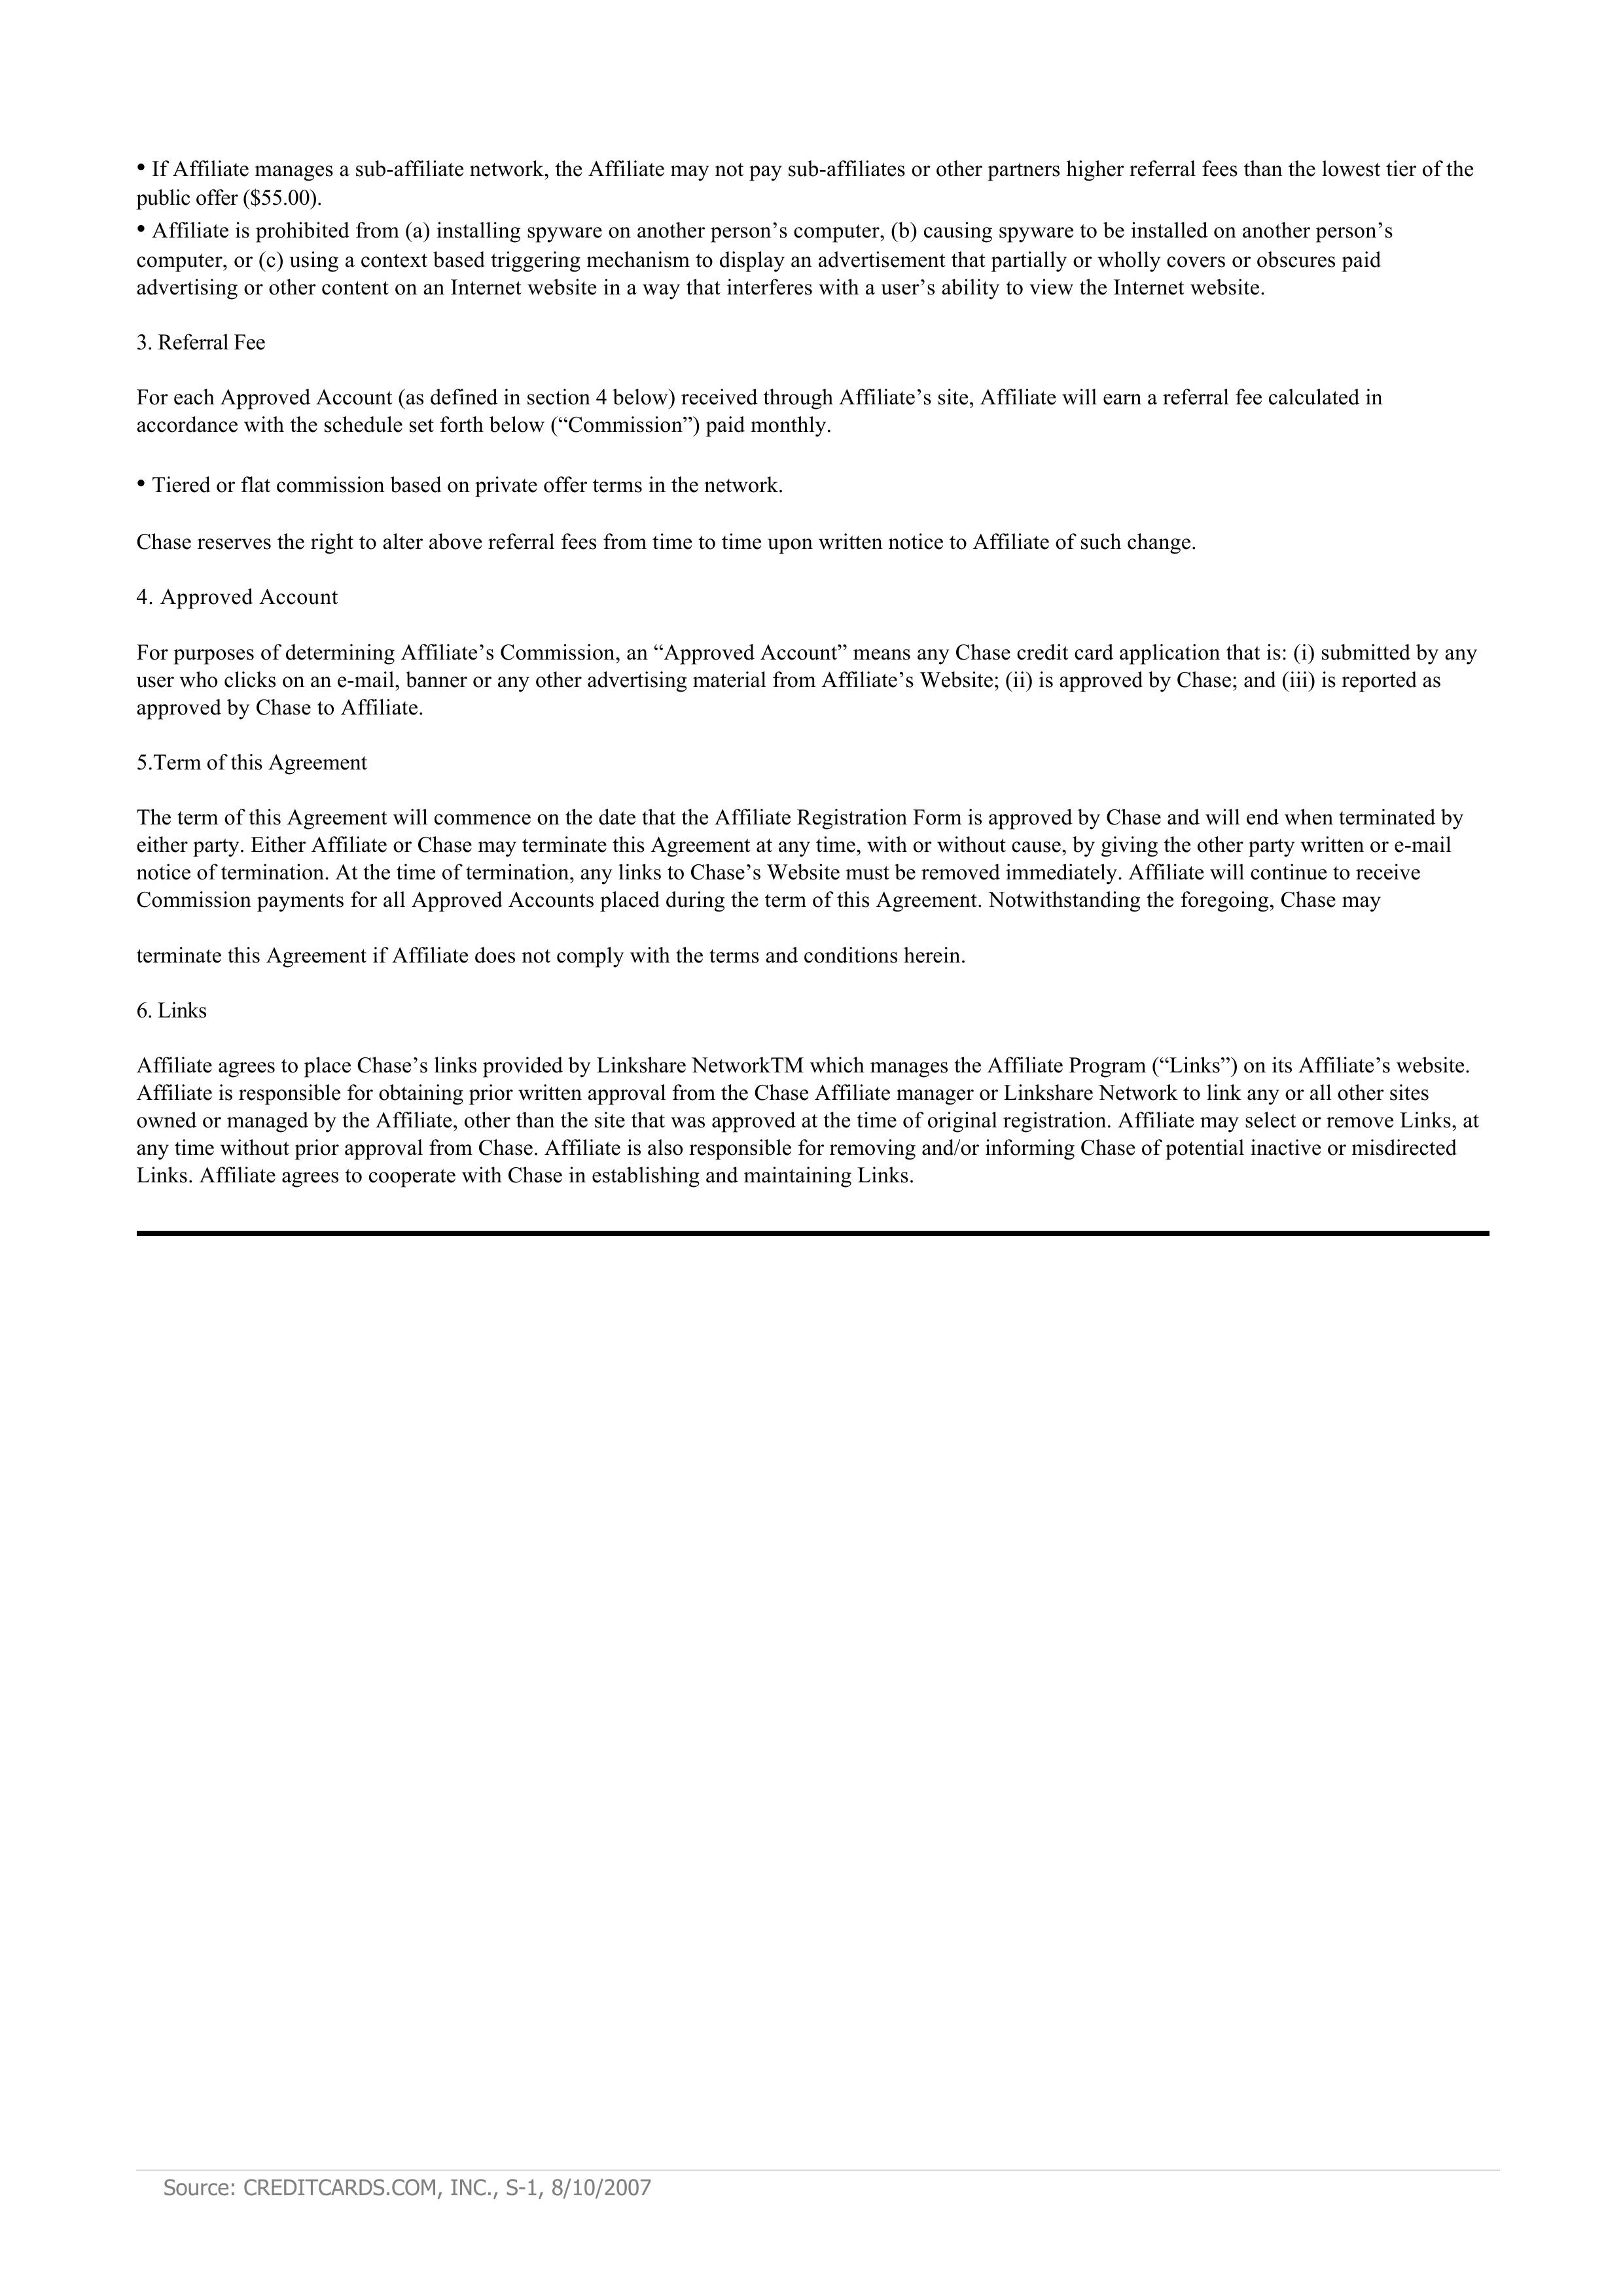 • If Affiliate manages a sub-affiliate network, the Affiliate may not pay sub-affiliates or other partners higher referral fees than the lowest tier of the
public offer ($55.00).
• Affiliate is prohibited from (a) installing spyware on another person’s computer, (b) causing spyware to be installed on another person’s
computer, or (c) using a context based triggering mechanism to display an advertisement that partially or wholly covers or obscures paid
advertising or other content on an Internet website in a way that interferes with a user’s ability to view the Internet website.
3. Referral Fee
For each Approved Account (as defined in section 4 below) received through Affiliate’s site, Affiliate will earn a referral fee calculated in
accordance with the schedule set forth below (“Commission”) paid monthly.
• Tiered or flat commission based on private offer terms in the network.
Chase reserves the right to alter above referral fees from time to time upon written notice to Affiliate of such change.
4. Approved Account
For purposes of determining Affiliate’s Commission, an “Approved Account” means any Chase credit card application that is: (i) submitted by any
user who clicks on an e-mail, banner or any other advertising material from Affiliate’s Website; (ii) is approved by Chase; and (iii) is reported as
approved by Chase to Affiliate.
5.Term of this Agreement
The term of this Agreement will commence on the date that the Affiliate Registration Form is approved by Chase and will end when terminated by
either party. Either Affiliate or Chase may terminate this Agreement at any time, with or without cause, by giving the other party written or e-mail
notice of termination. At the time of termination, any links to Chase’s Website must be removed immediately. Affiliate will continue to receive
Commission payments for all Approved Accounts placed during the term of this Agreement. Notwithstanding the foregoing, Chase may
terminate this Agreement if Affiliate does not comply with the terms and conditions herein.
6. Links
Affiliate agrees to place Chase’s links provided by Linkshare NetworkTM which manages the Affiliate Program (“Links”) on its Affiliate’s website.
Affiliate is responsible for obtaining prior written approval from the Chase Affiliate manager or Linkshare Network to link any or all other sites
owned or managed by the Affiliate, other than the site that was approved at the time of original registration. Affiliate may select or remove Links, at
any time without prior approval from Chase. Affiliate is also responsible for removing and/or informing Chase of potential inactive or misdirected
Links. Affiliate agrees to cooperate with Chase in establishing and maintaining Links.
Source: CREDITCARDS.COM, INC., S-1, 8/10/2007